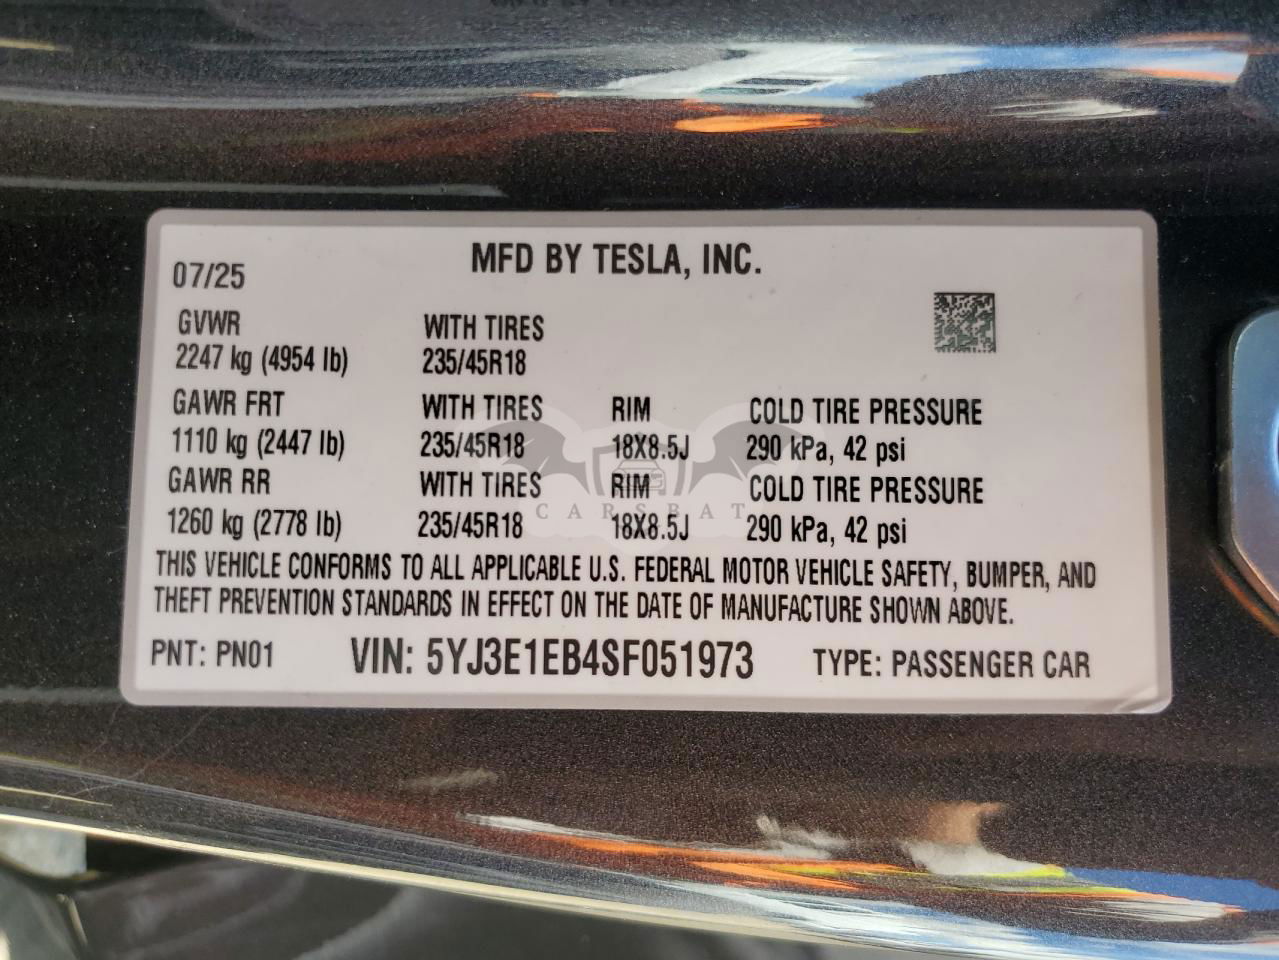 MFD BY TESLA, INC.
07/25
GVWR WITH TIRES
2247 kg (4954 lb) 235/45R18
GAWR FRT WITH TIRES RIM COLD TIRE PRESSURE
1110 kg (2447 lb) 235/45R18 18X8.5J 290 kPa, 42 psi
GAWR RR WITH TIRES RIM COLD TIRE PRESSURE
CARSBAT
1260 kg (2778 lb) 235/45R18 18X8.5J 290 kPa, 42 psi
THIS VEHICLE CONFORMS TO ALL APPLICABLE U.S. FEDERAL MOTOR VEHICLE SAFETY, BUMPER, AND
THEFT PREVENTION STANDARDS IN EFFECT ON THE DATE OF MANUFACTURE SHOWN ABOVE.
PNT: PN01 VIN: 5YJ3E1EB4SF051973 TYPE: PASSENGER CAR